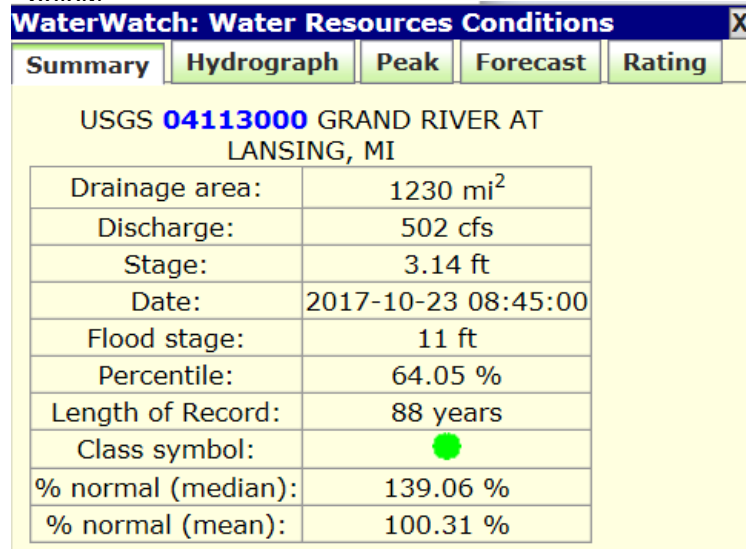 WaterWatch: Water Resources Conditions X
Summary Hydrograph Peak Forecast Rating
USGS 04113000 GRAND RIVER AT
LANSING, MI
Drainage area: 1230 mi²
Discharge: 502 cfs
Stage: 3.14 ft
Date: 2017-10-23 08:45:00
Flood stage: 11 ft
Percentile: 64.05 %
Length of Record: 88 years
Class symbol:
% normal (median): 139.06 %
% normal (mean): 100.31 %